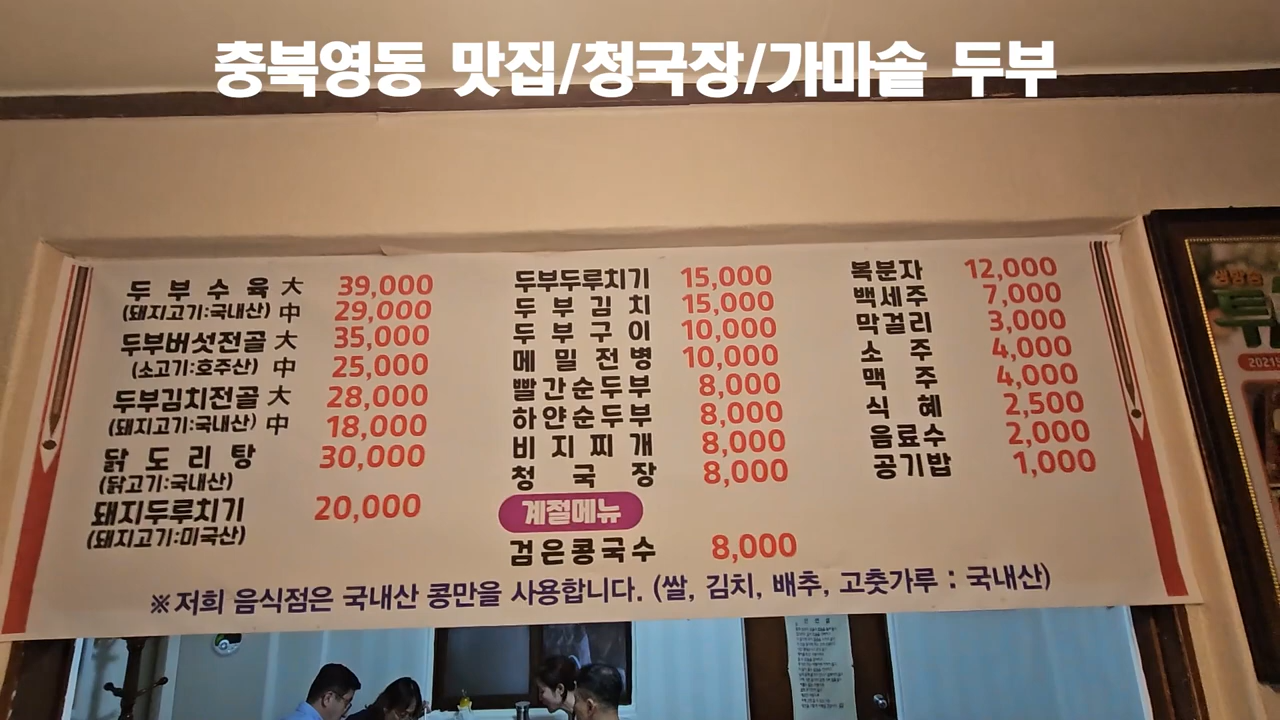 충북영동 맛집/청국장/가마솥 두부
두부수육 大 39,000
(돼지고기:국내산) 中 29,000
두부버섯전골 大 35,000
(소고기:호주산) 中 25,000
두부김치전골 大 28,000
(돼지고기:국내산) 中 18,000
닭도리탕 30,000
(닭고기:국내산)
돼지두루치기 20,000
(돼지고기:미국산)
두부두루치기 15,000
두부김치 15,000
두부구이 10,000
메밀전병 10,000
빨간순두부 8,000
하얀순두부 8,000
비지찌개 8,000
청국장 8,000
계절메뉴
검은콩국수 8,000
복분자 12,000
백세주 7,000
막걸리 3,000
소주 4,000
맥주 4,000
식혜 2,500
음료수 2,000
공기밥 1,000
※저희 음식점은 국내산 콩만을 사용합니다. (쌀, 김치, 배추, 고춧가루 : 국내산)